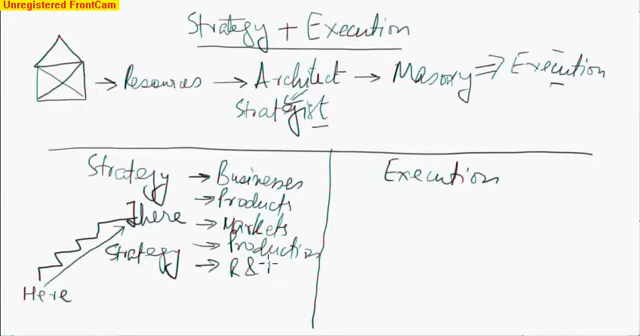 Unregistered FrontCam
Strategy + Execution
→ Resources → Architect → Masonry ⇒ Execution
Strategist
Strategy → Businesses
→ Products
There → Markets
Strategy → Production
→ R &
Here
Execution